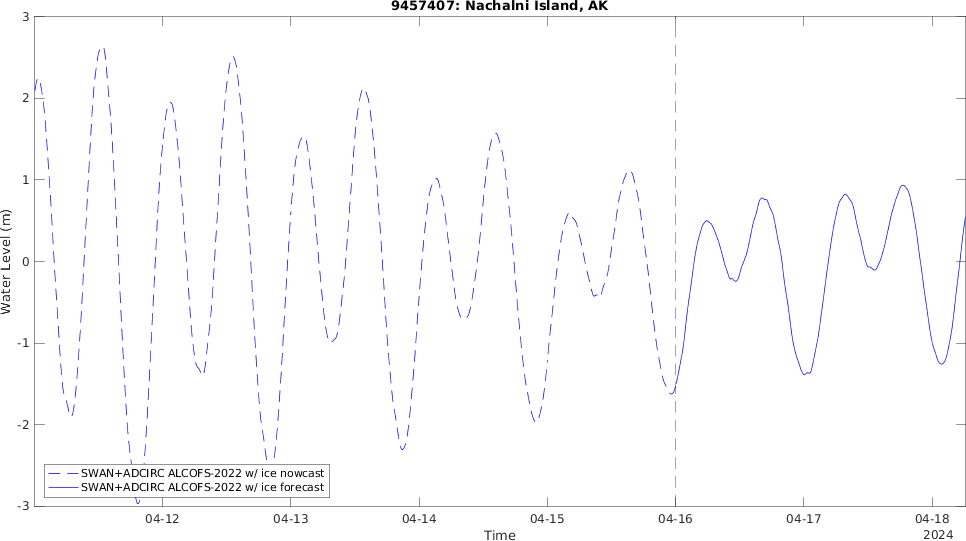 9457407: Nachalni Island, AK
3
2
1
0
-1
-2
-3
Water Level (m)
SWAN+ADCIRC ALCOFS-2022 w/ ice nowcast
SWAN+ADCIRC ALCOFS-2022 w/ ice forecast
04-12 04-13 04-14 04-15 04-16 04-17 04-18
Time
2024